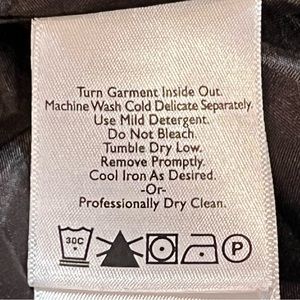 Turn Garment Inside Out.
Machine Wash Cold Delicate Separately.
Use Mild Detergent.
Do Not Bleach.
Tumble Dry Low.
Remove Promptly.
Cool Iron As Desired.
-Or-
Professionally Dry Clean.
30C P